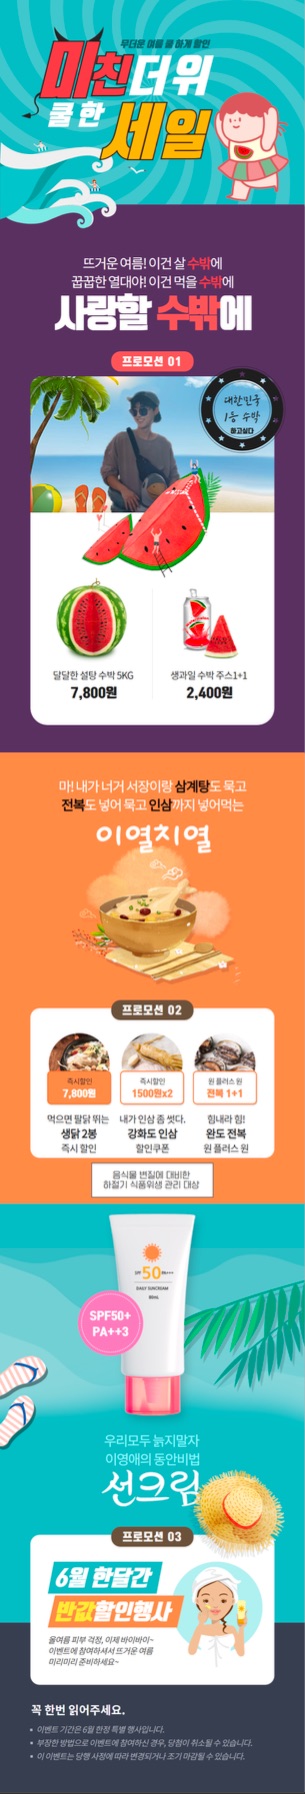 무더운 여름 쿨 하게 할인
미친더위
쿨한
세일
뜨거운 여름! 이건 살 수밖에
꿉꿉한 열대야! 이건 먹을 수밖에
사랑할 수박에
프로모션 01
대한민국
1등 수박
하고싶다
달달한 설탕 수박 5KG
7,800원
생과일 수박 주스1+1
2,400원
마! 내가 너거 서장이랑 삼계탕도 묵고
전복도 넣어 묵고 인삼까지 넣어먹는
이열치열
프로모션 02
즉시할인
7,800원
먹으면 팔닭 뛰는
생닭 2봉
즉시 할인
즉시할인
1500원x2
내가 인삼 좀 씻다.
강화도 인삼
할인쿠폰
원 플러스 원
전복 1+1
힘내라 힘!
완도 전복
원 플러스 원
음식물 변질에 대비한
하절기 식품위생 관리 대상
SPF 50 PA+++
DAILY SUNCREAM
SPF50+
PA++3
우리모두 늙지말자
이영애의 동안비법
선크림
프로모션 03
6월 한달간
반값할인행사
올여름 피부 걱정, 이제 바이바이~
이벤트에 참여하셔서 뜨거운 여름
미리미리 준비하세요~
꼭 한번 읽어주세요.
• 이벤트 기간은 6월 한정 특별 행사입니다.
• 부장한 방법으로 이벤트에 참여하신 경우, 당첨이 취소될 수 있습니다.
• 이 이벤트는 당행 사정에 따라 변경되거나 조기 마감될 수 있습니다.